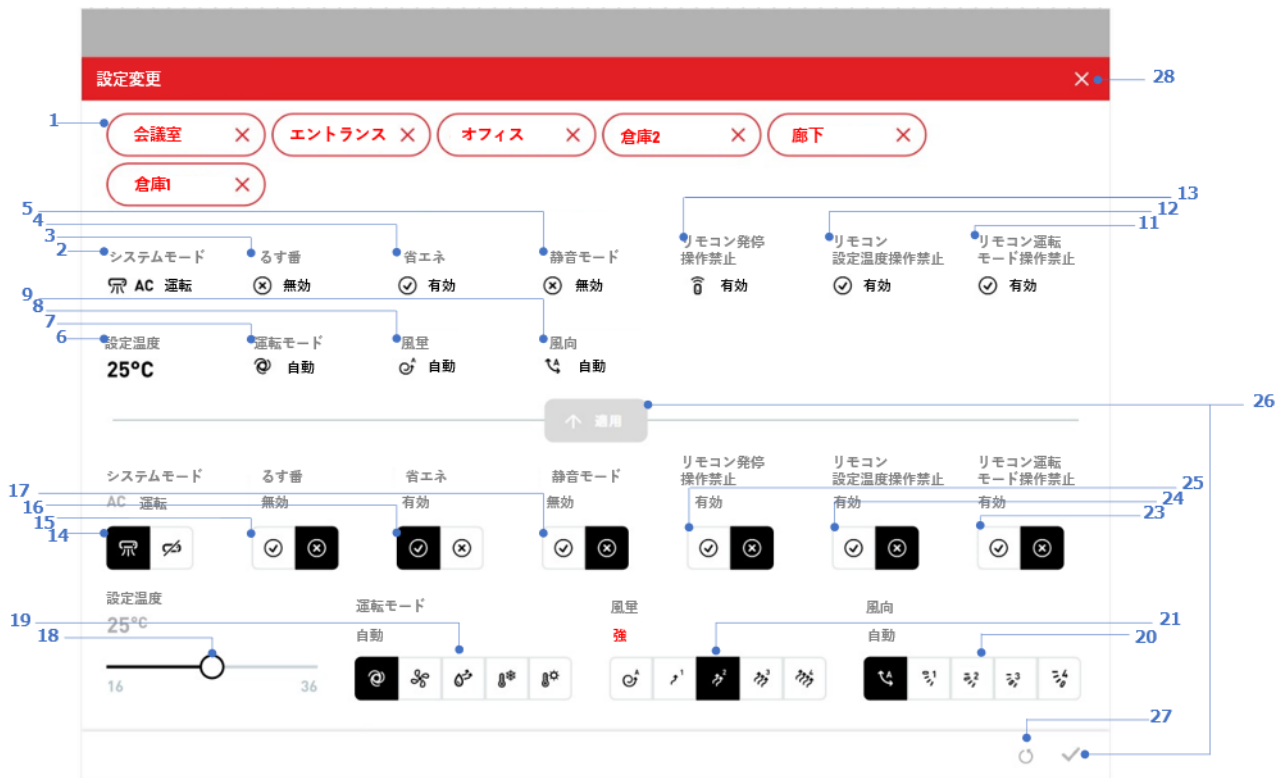 設定変更
28
1
会議室
エントランス
オフィス
倉庫2
廊下
倉庫1
5
4
3
2
13
12
11
システムモード
るす番
省エネ
静音モード
リモコン発停
操作禁止
リモコン
設定温度操作禁止
リモコン運転
モード操作禁止
AC 運転
無効
有効
無効
有効
有効
有効
9
8
7
6
設定温度
運転モード
風量
風向
25°C
自動
A 自動
A 自動
26
適用
システムモード
るす番
省エネ
静音モード
リモコン発停
操作禁止
リモコン
設定温度操作禁止
リモコン運転
モード操作禁止
17
16
15
14
25
24
23
AC 運転
無効
有効
無効
有効
有効
有効
設定温度
運転モード
風量
風向
19
18
21
20
25°C
自動
強
自動
16
36
A
1
2
3
4
A
1
2
3
4
27